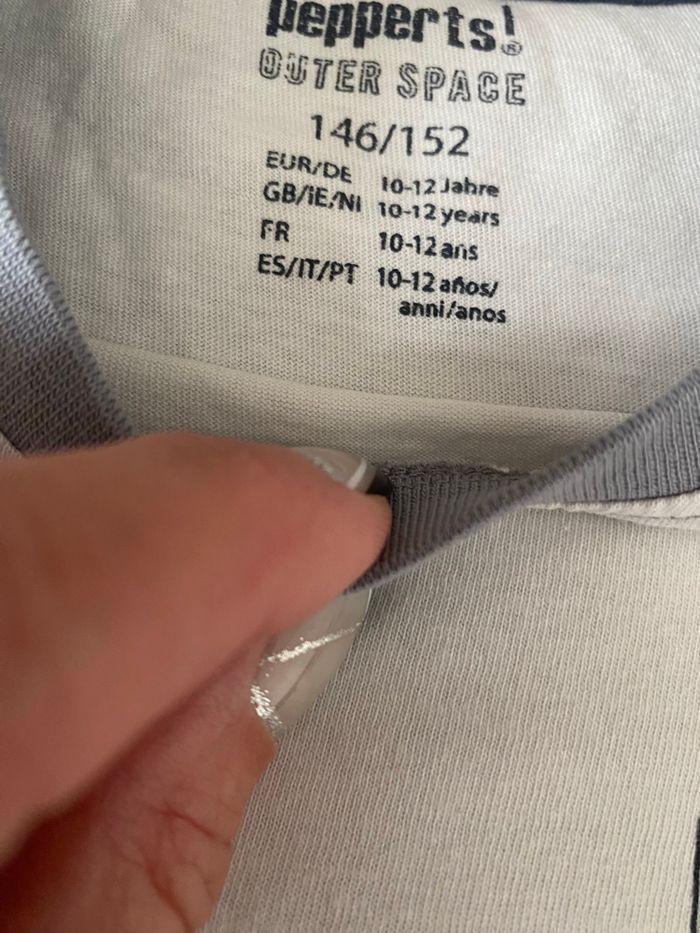 pepperts!®
OUTER SPACE
146/152
EUR/DE 10-12 Jahre
GB/IE/NI 10-12 years
FR 10-12 ans
ES/IT/PT 10-12 años/
anni/anos